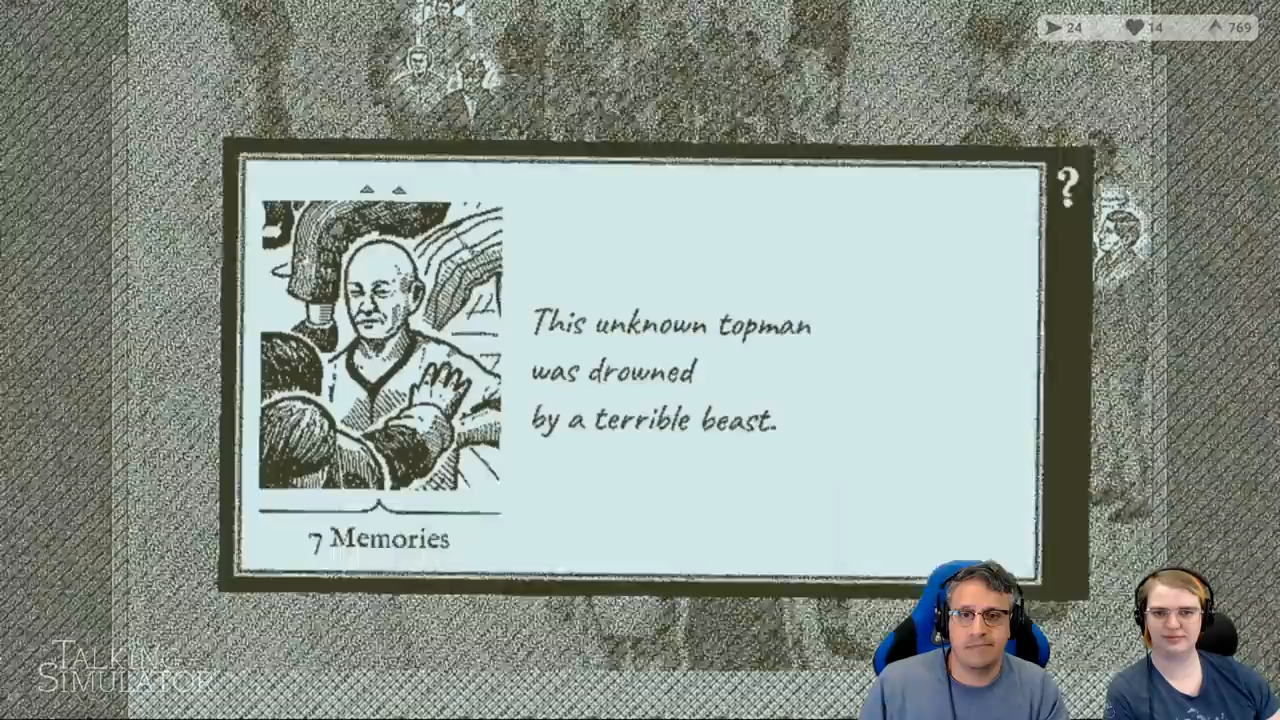 24 14 769
?
This unknown topman
was drowned
by a terrible beast.
7 Memories
TALKING
SIMULATOR